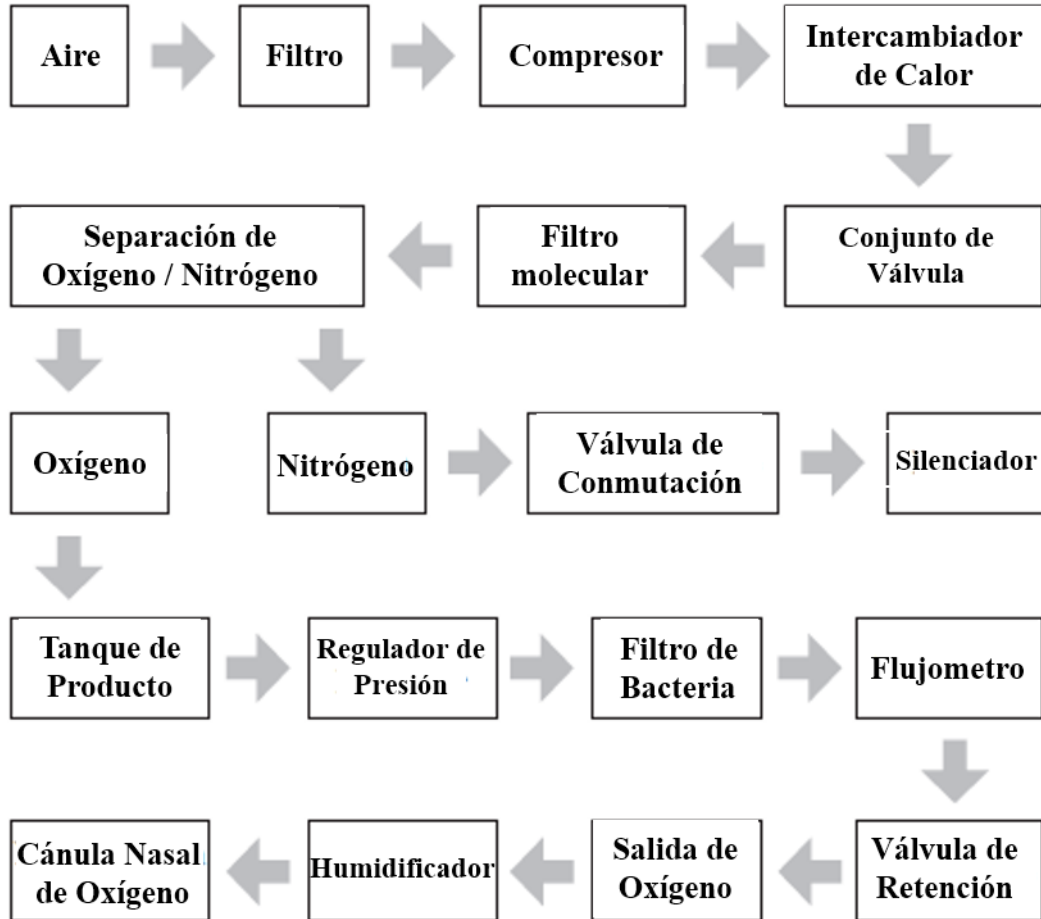 Aire
Filtro
Compresor
Intercambiador
de Calor
Separación de
Oxígeno / Nitrógeno
Filtro
molecular
Conjunto de
Válvula
Oxígeno
Nitrógeno
Válvula de
Conmutación
Silenciador
Tanque de
Producto
Regulador de
Presión
Filtro de
Bacteria
Flujometro
Cánula Nasal
de Oxígeno
Humidificador
Salida de
Oxígeno
Válvula de
Retención